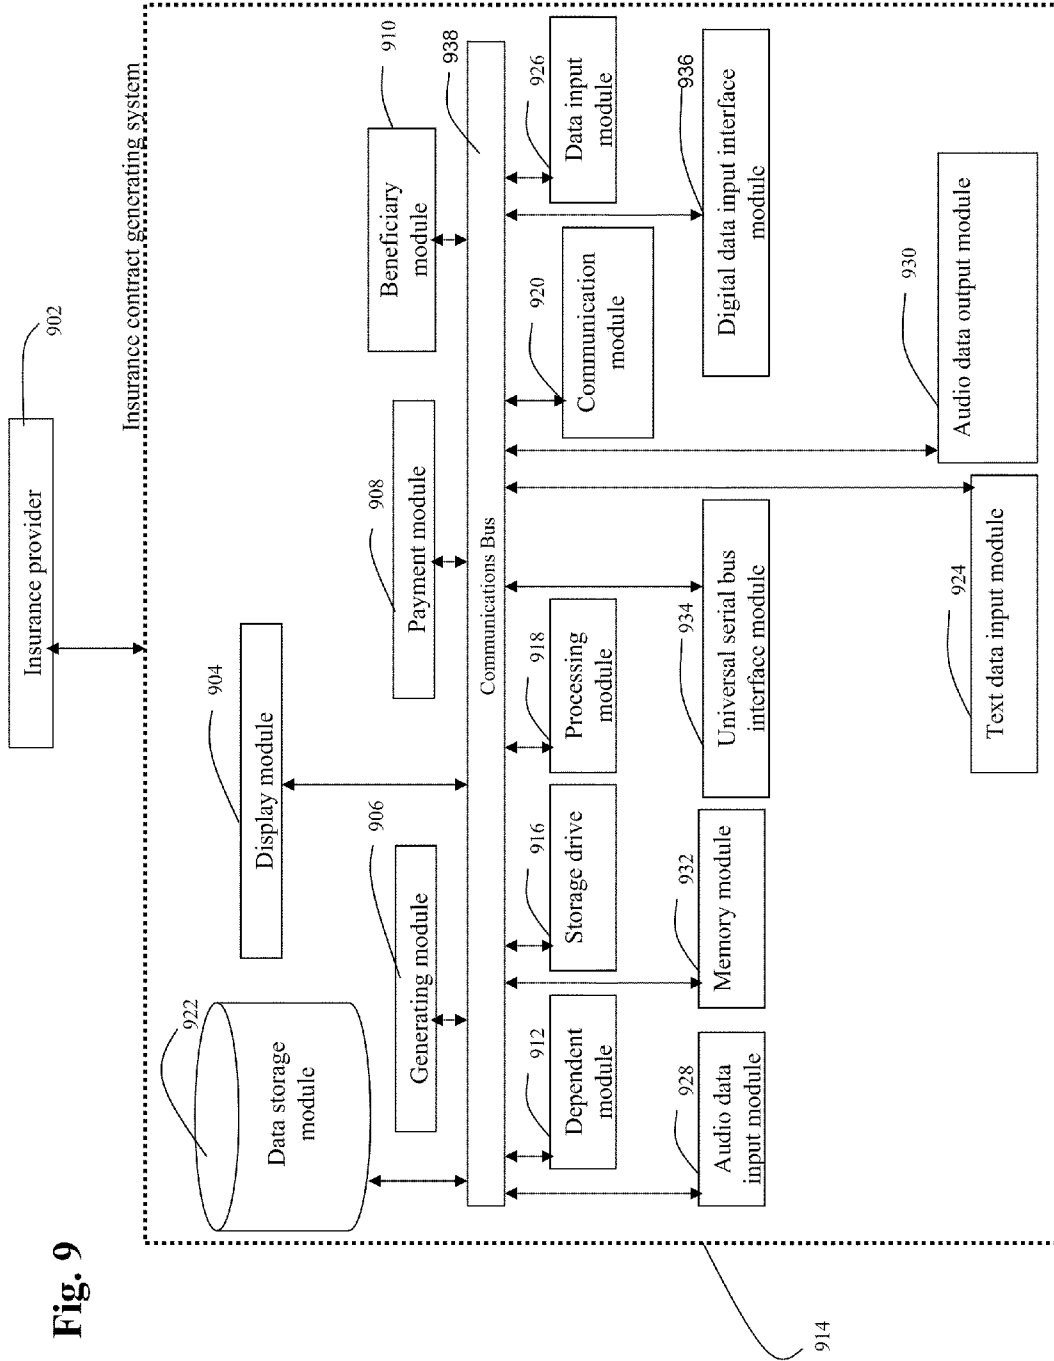 Fig. 9
Insurance provider
902
Insurance contract generating system
914
Data storage
module
922
Display module
904
Generating module
906
Payment module
908
Beneficiary
module
910
Communications Bus
938
Dependent
module
912
Storage drive
916
Processing
module
918
Communication
module
920
Data input
module
926
Audio data
input module
928
Memory module
932
Universal serial bus
interface module
934
Digital data input interface
module
936
Text data input module
924
Audio data output module
930